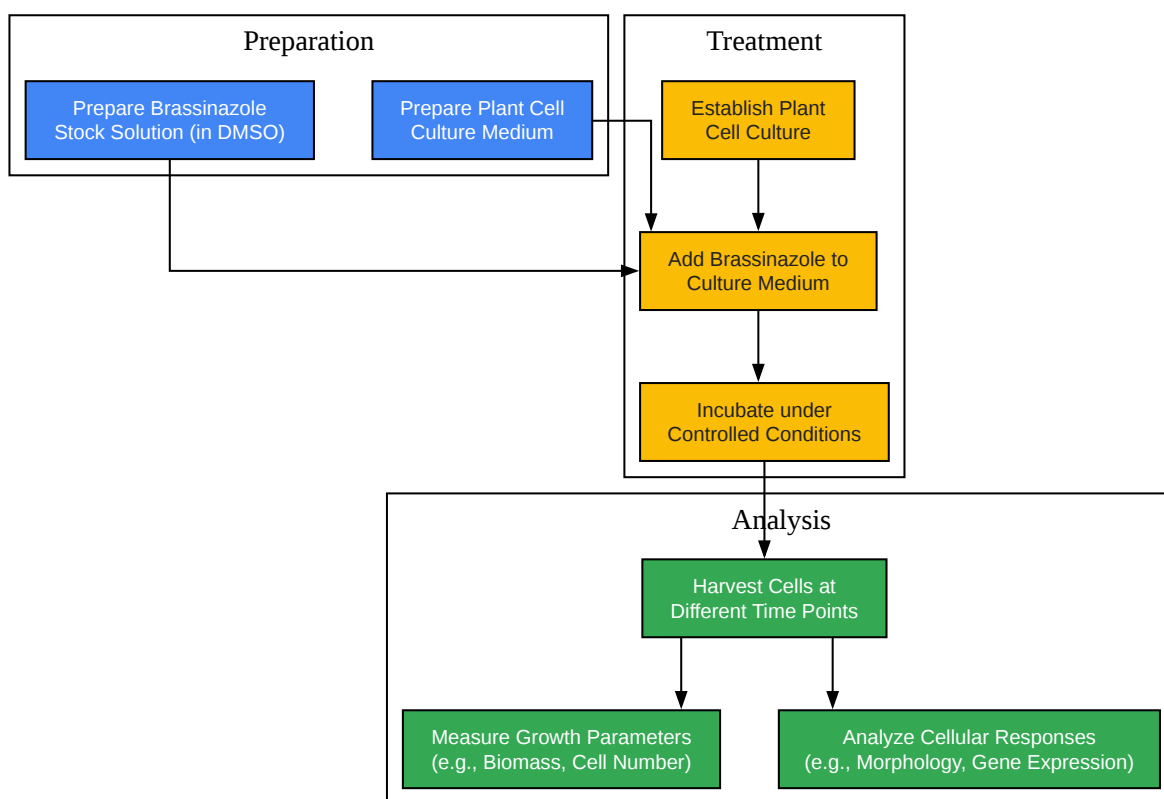 Preparation
Treatment
Prepare Brassinazole
Stock Solution (in DMSO)
Prepare Plant Cell
Culture Medium
Establish Plant
Cell Culture
Add Brassinazole to
Culture Medium
Incubate under
Controlled Conditions
Analysis
Harvest Cells at
Different Time Points
Measure Growth Parameters
(e.g., Biomass, Cell Number)
Analyze Cellular Responses
(e.g., Morphology, Gene Expression)